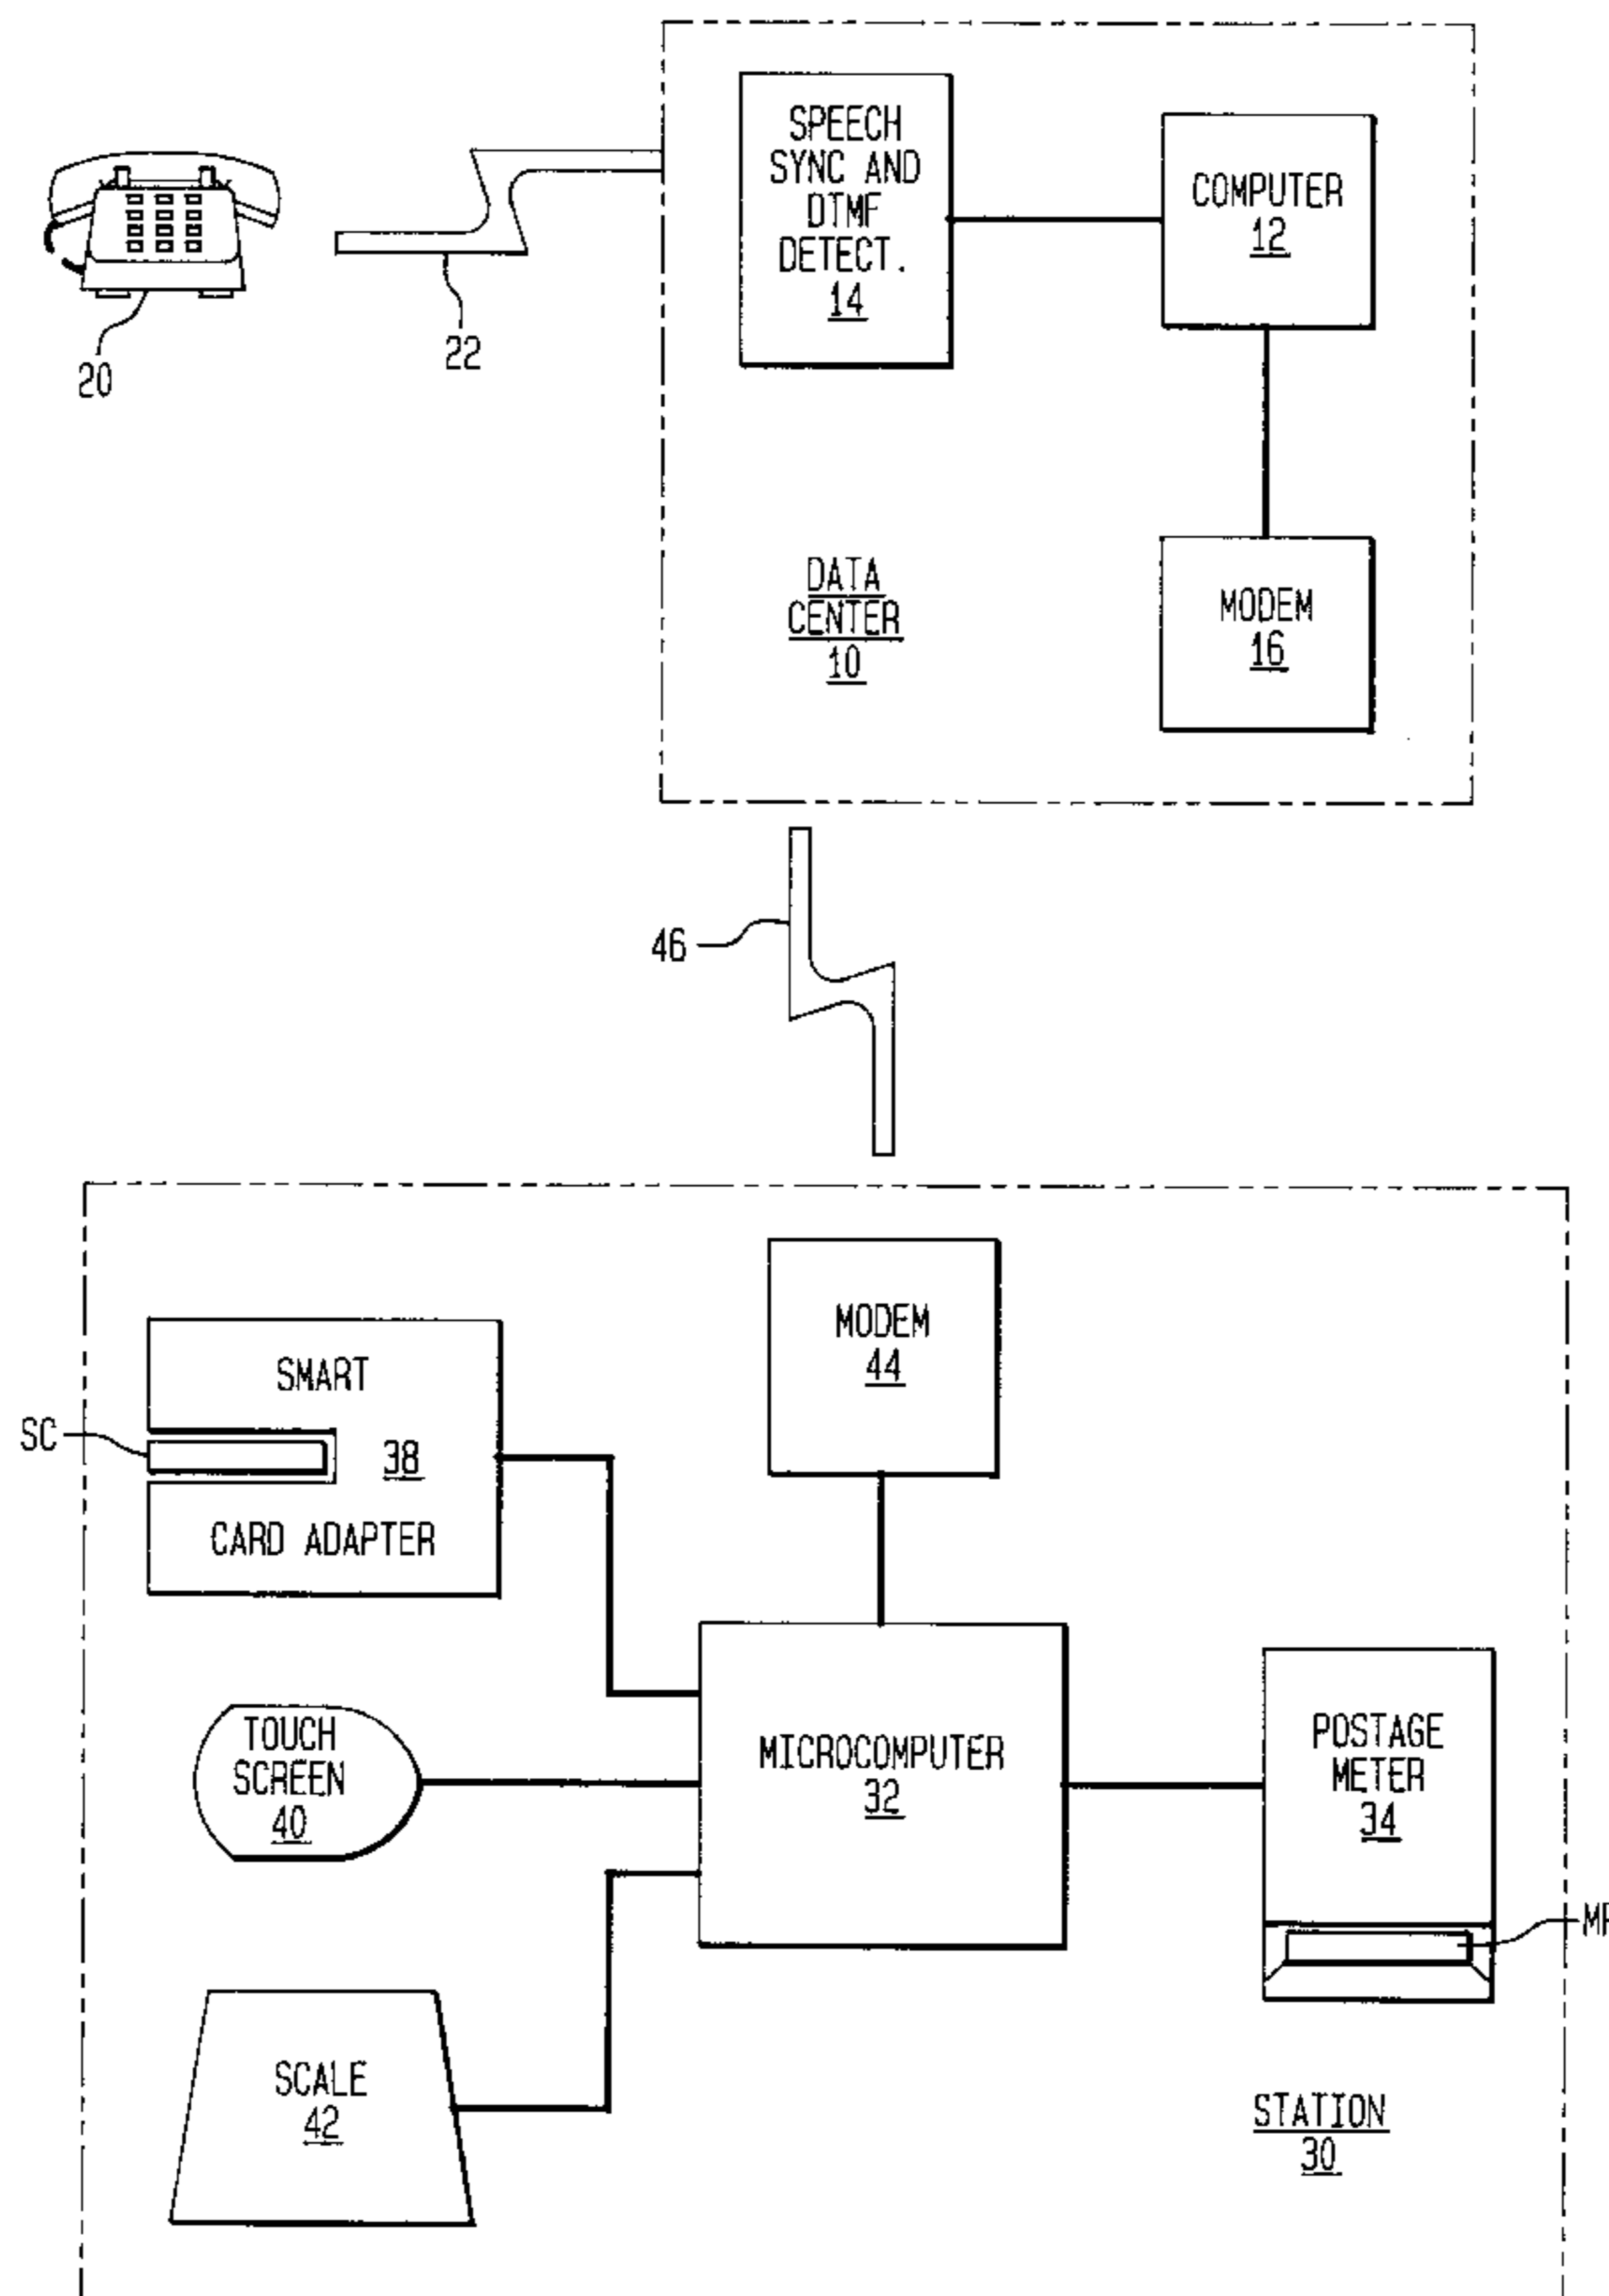 SPEECH
SYNC AND
DTMF
DETECT.
14
COMPUTER
12
20
22
DATA
CENTER
10
MODEM
16
46
MODEM
44
SMART
SC
38
CARD ADAPTER
TOUCH
SCREEN
40
MICROCOMPUTER
32
POSTAGE
METER
34
SCALE
42
STATION
30